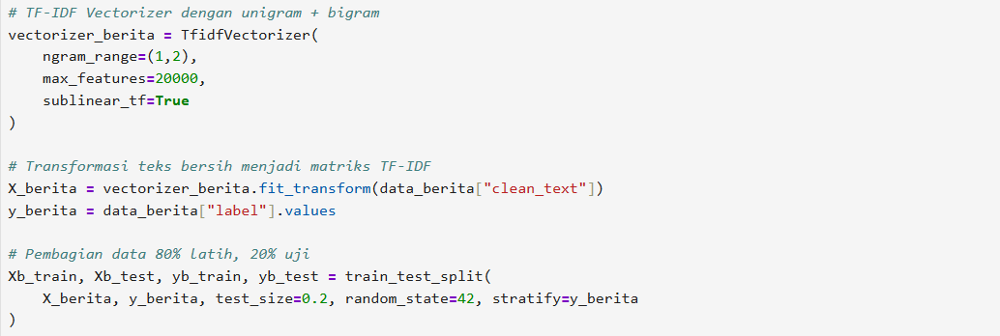 # TF-IDF Vectorizer dengan unigram + bigram
vectorizer_berita = TfidfVectorizer(
    ngram_range=(1,2),
    max_features=20000,
    sublinear_tf=True
)

# Transformasi teks bersih menjadi matriks TF-IDF
X_berita = vectorizer_berita.fit_transform(data_berita["clean_text"])
y_berita = data_berita["label"].values

# Pembagian data 80% latih, 20% uji
Xb_train, Xb_test, yb_train, yb_test = train_test_split(
    X_berita, y_berita, test_size=0.2, random_state=42, stratify=y_berita
)